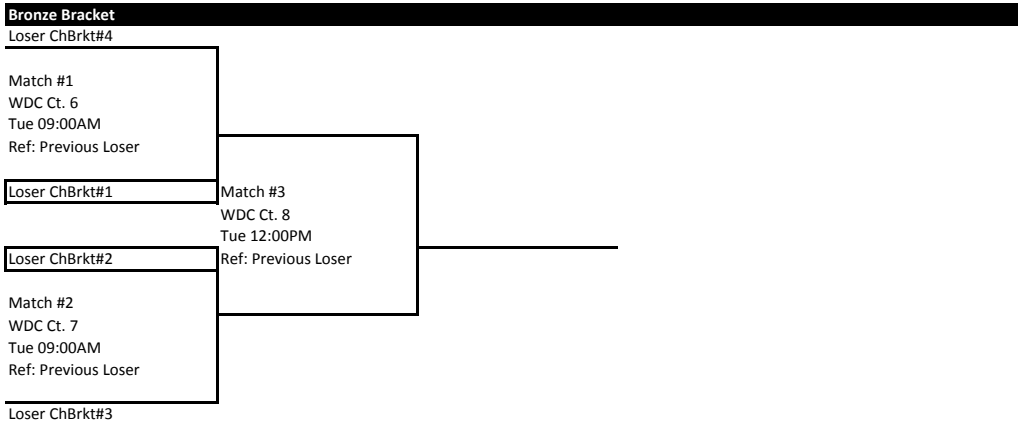 Bronze Bracket
Loser ChBrkt#4
Match #1
WDC Ct. 6
Tue 09:00AM
Ref: Previous Loser
Loser ChBrkt#1
Match #3
WDC Ct. 8
Tue 12:00PM
Ref: Previous Loser
Loser ChBrkt#2
Match #2
WDC Ct. 7
Tue 09:00AM
Ref: Previous Loser
Loser ChBrkt#3